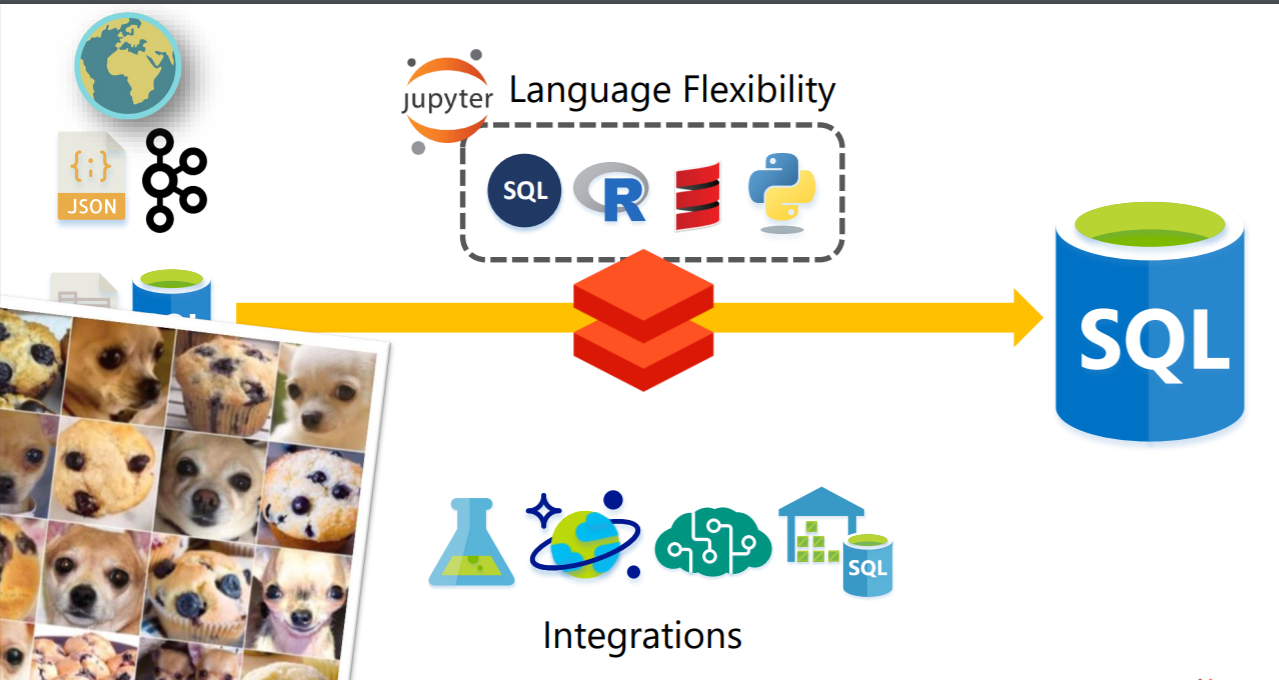 jupyter
Language Flexibility
{;}
JSON
SQL
R
SQL
SQL
Integrations